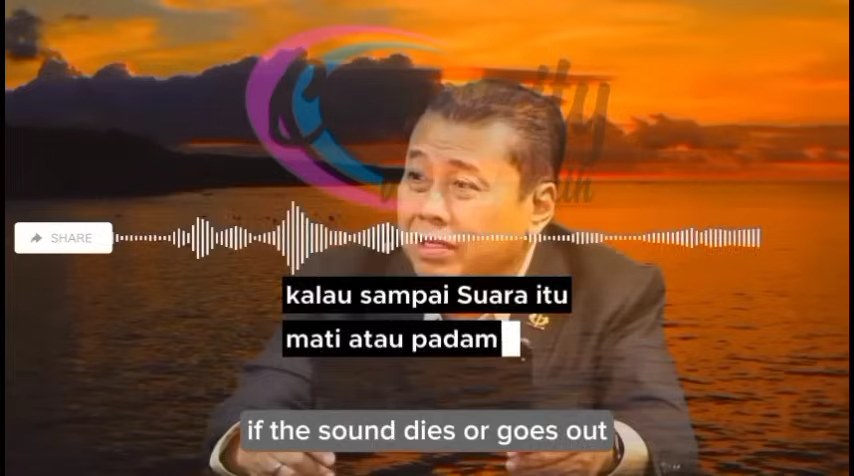 SHARE
kalau sampai Suara itu
mati atau padam
if the sound dies or goes out